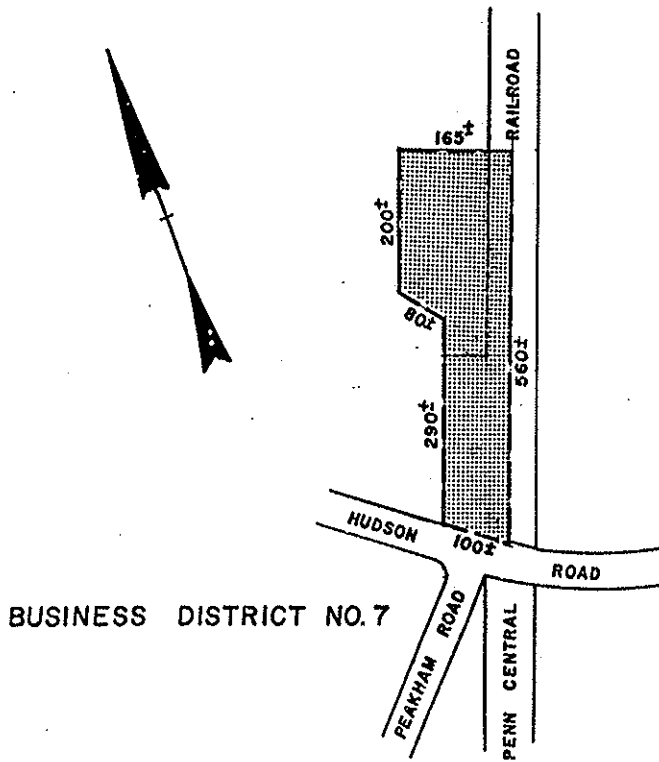 RAILROAD
165±
200±
80±
560±
290±
HUDSON
100±
ROAD
BUSINESS DISTRICT NO. 7
PEAKHAM ROAD
PENN CENTRAL